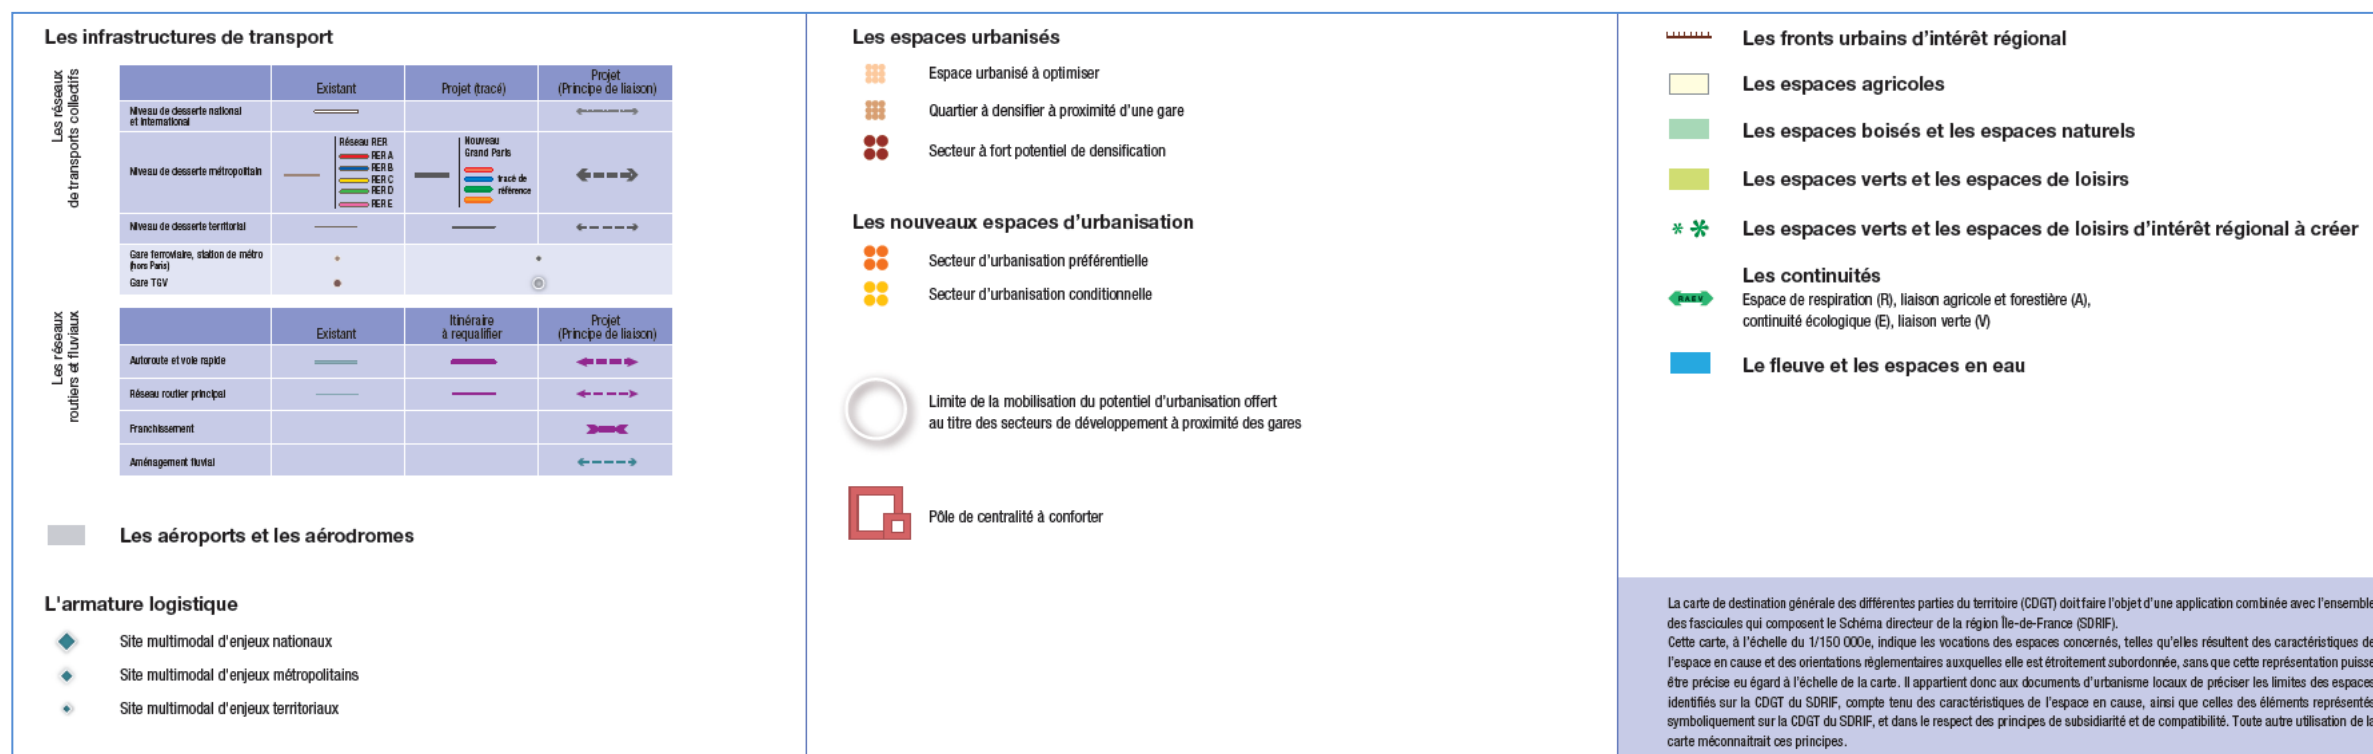 Les infrastructures de transport
Les réseaux
de transports collectifs
Existant
Projet (tracé)
Projet
(Principe de liaison)
Niveau de desserte national
et international
Niveau de desserte métropolitain
Réseau RER
RER A
RER B
RER C
RER D
RER E
Nouveau
Grand Paris
tracé de
référence
Niveau de desserte territorial
Gare ferroviaire, station de métro
(hors Paris)
Gare TGV
Les réseaux
routiers et fluviaux
Existant
Itinéraire
à requalifier
Projet
(Principe de liaison)
Autoroute et voie rapide
Réseau routier principal
Franchissement
Aménagement fluvial
Les aéroports et les aérodromes
L'armature logistique
Site multimodal d'enjeux nationaux
Site multimodal d'enjeux métropolitains
Site multimodal d'enjeux territoriaux
Les espaces urbanisés
Espace urbanisé à optimiser
Quartier à densifier à proximité d'une gare
Secteur à fort potentiel de densification
Les nouveaux espaces d'urbanisation
Secteur d'urbanisation préférentielle
Secteur d'urbanisation conditionnelle
Limite de la mobilisation du potentiel d'urbanisation offert
au titre des secteurs de développement à proximité des gares
Pôle de centralité à conforter
Les fronts urbains d'intérêt régional
Les espaces agricoles
Les espaces boisés et les espaces naturels
Les espaces verts et les espaces de loisirs
Les espaces verts et les espaces de loisirs d'intérêt régional à créer
Les continuités
R A E V
Espace de respiration (R), liaison agricole et forestière (A),
continuité écologique (E), liaison verte (V)
Le fleuve et les espaces en eau
La carte de destination générale des différentes parties du territoire (CDGT) doit faire l'objet d'une application combinée avec l'ensemble
des fascicules qui composent le Schéma directeur de la région Île-de-France (SDRIF).
Cette carte, à l'échelle du 1/150 000e, indique les vocations des espaces concernés, telles qu'elles résultent des caractéristiques de
l'espace en cause et des orientations règlementaires auxquelles elle est étroitement subordonnée, sans que cette représentation puisse
être précise eu égard à l'échelle de la carte. Il appartient donc aux documents d'urbanisme locaux de préciser les limites des espaces
identifiés sur la CDGT du SDRIF, compte tenu des caractéristiques de l'espace en cause, ainsi que celles des éléments représentés
symboliquement sur la CDGT du SDRIF, et dans le respect des principes de subsidiarité et de compatibilité. Toute autre utilisation de la
carte méconnaitrait ces principes.